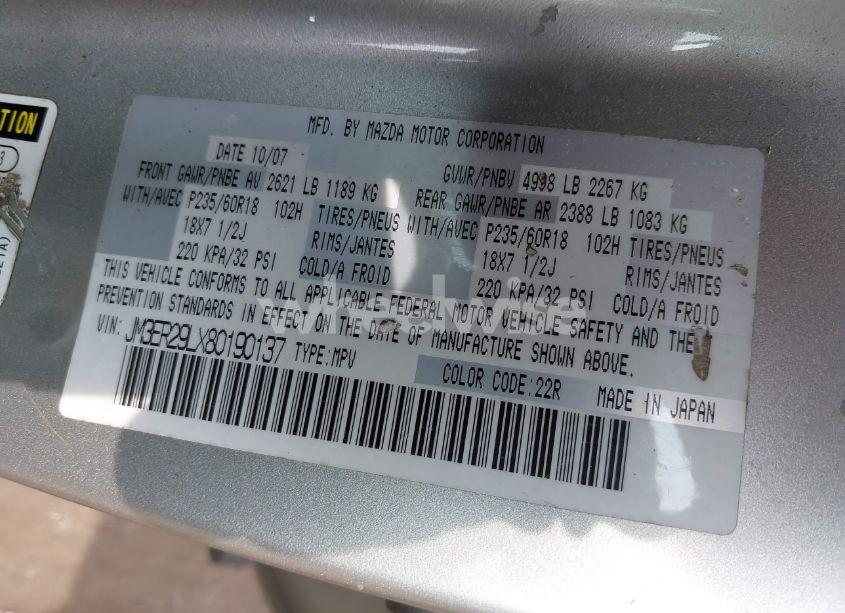 TION
3
MFD. BY MAZDA MOTOR CORPORATION
DATE 10/07
GVWR/PNBV 4998 LB 2267 KG
FRONT GAWR/PNBE AV 2621 LB 1189 KG
REAR GAWR/PNBE AR 2388 LB 1083 KG
WITH/AVEC P235/60R18 102H TIRES/PNEUS
18X7 1/2J RIMS/JANTES
220 KPA/32 PSI COLD/A FROID
WITH/AVEC P235/60R18 102H TIRES/PNEUS
18X7 1/2J RIMS/JANTES
220 KPA/32 PSI COLD/A FROID
THIS VEHICLE CONFORMS TO ALL APPLICABLE FEDERAL MOTOR VEHICLE SAFETY AND THEFT
PREVENTION STANDARDS IN EFFECT ON THE DATE OF MANUFACTURE SHOWN ABOVE.
VIN: JM3ER29LX80190137 TYPE:MPV
COLOR CODE:22R MADE IN JAPAN
wheelwire